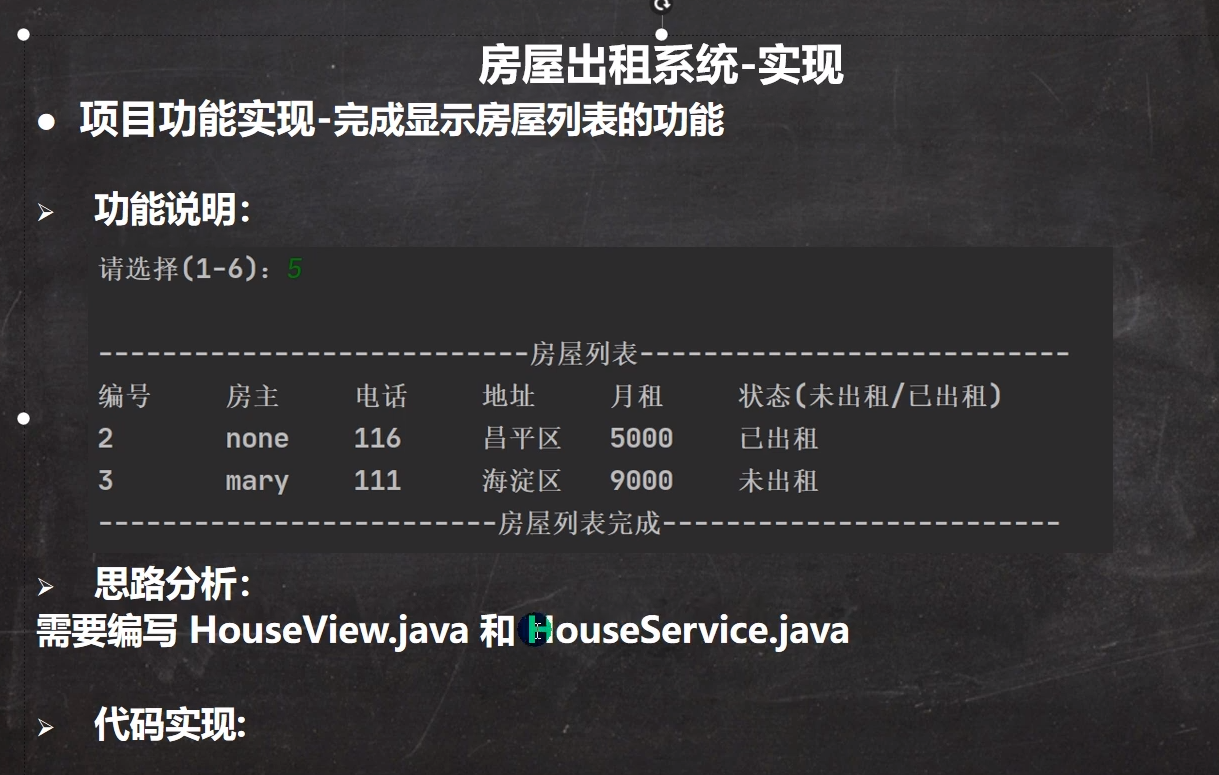 房屋出租系统-实现
● 项目功能实现-完成显示房屋列表的功能
➢ 功能说明：
请选择(1-6)：5
---------------------------房屋列表---------------------------
编号 房主 电话 地址 月租 状态(未出租/已出租)
2 none 116 昌平区 5000 已出租
3 mary 111 海淀区 9000 未出租
-------------------------房屋列表完成-------------------------
➢ 思路分析：
需要编写 HouseView.java 和 HouseService.java
➢ 代码实现: